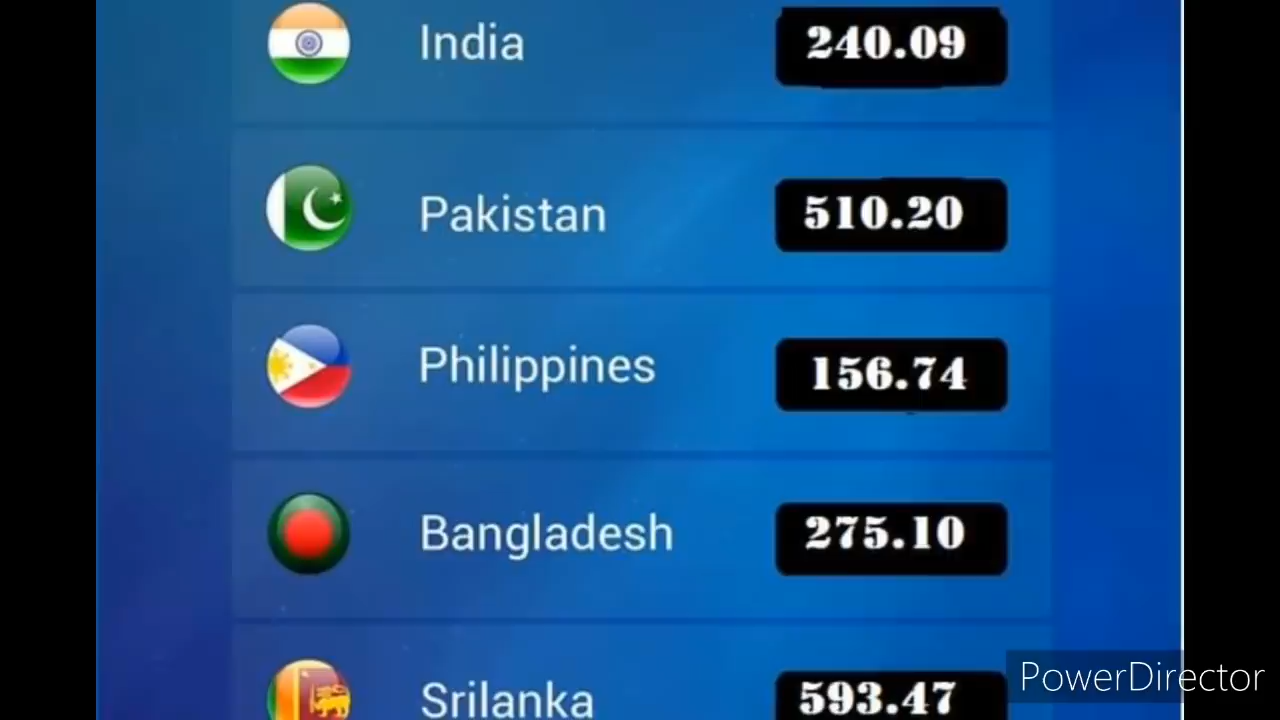 India 240.09
Pakistan 510.20
Philippines 156.74
Bangladesh 275.10
Srilanka 593.47
PowerDirector